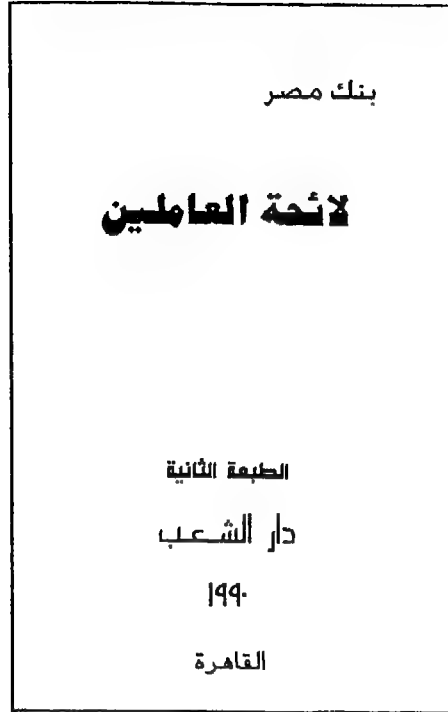 بنك مصر
لائحة العاملين
الطبعة الثانية
دار الشعب
١٩٩٠
القاهرة